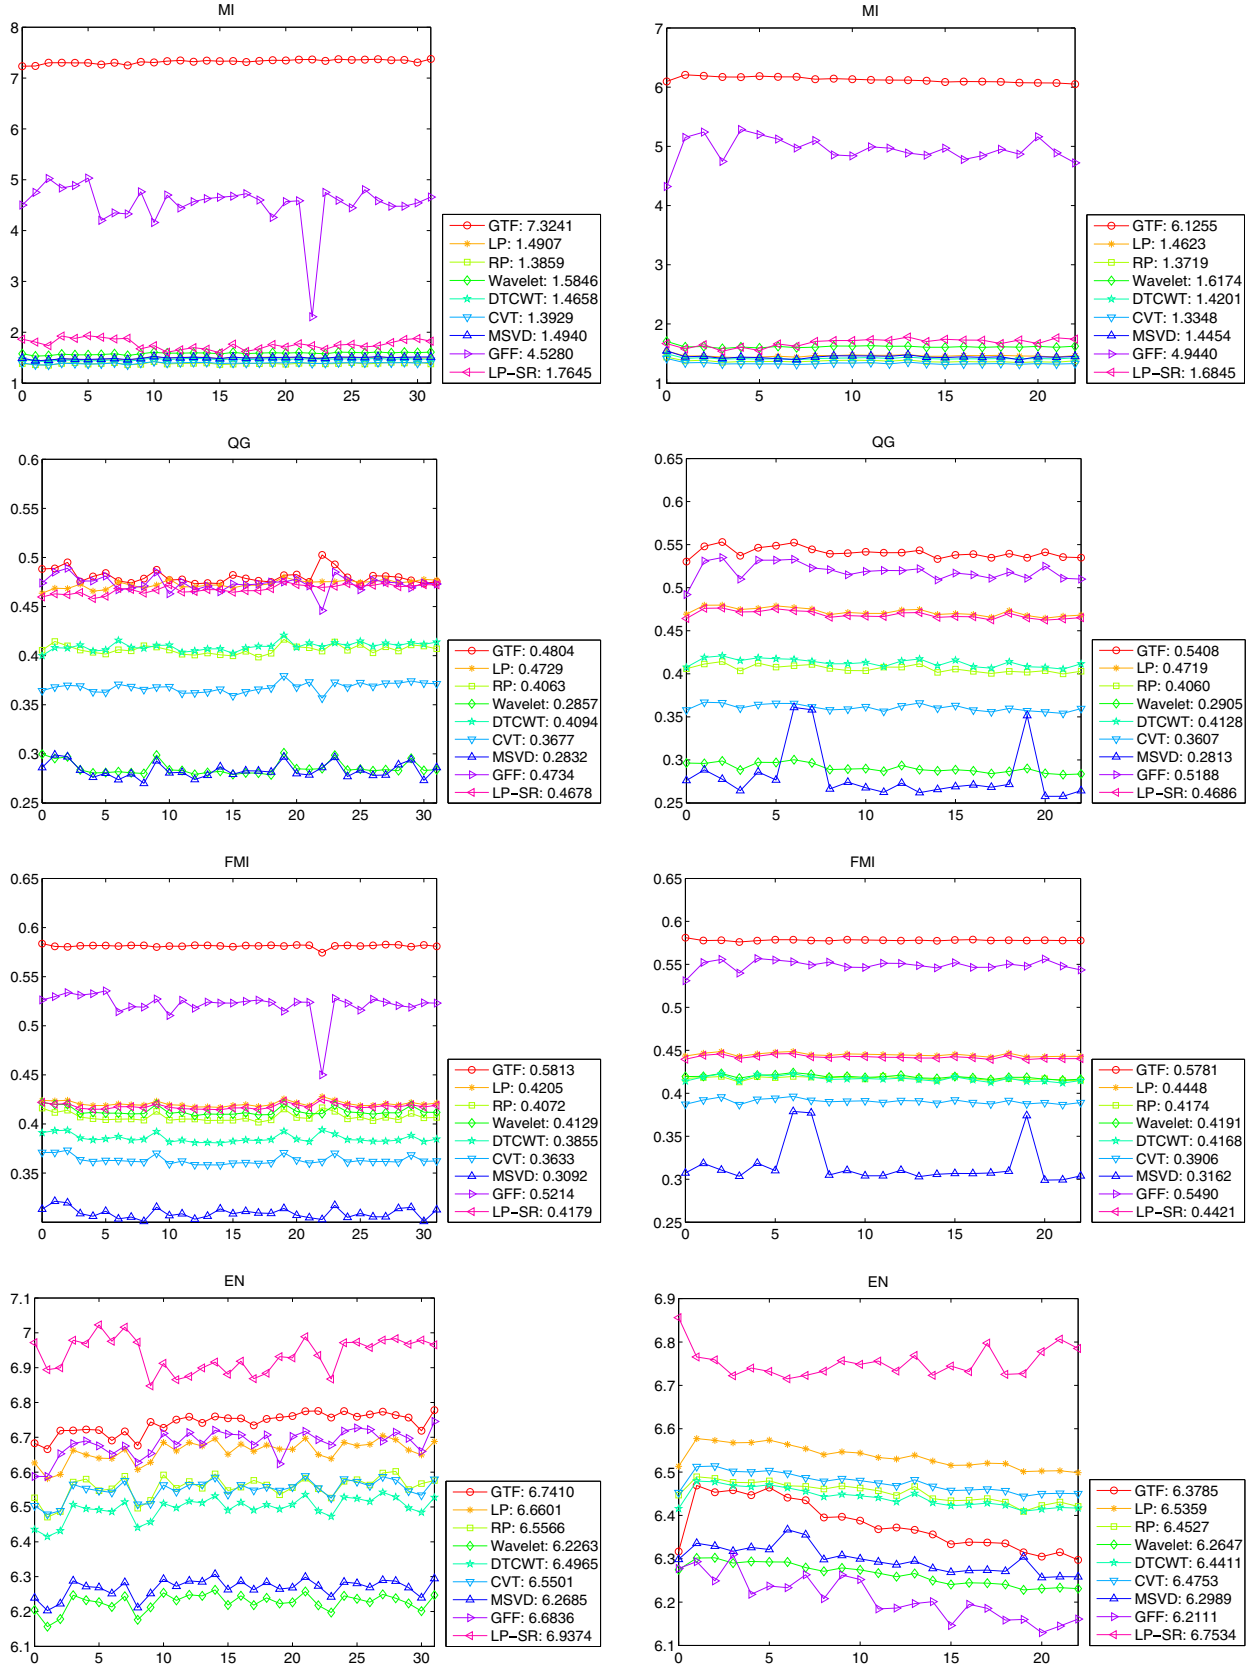 MI
8
7
6
5
4
3
2
1
0 5 10 15 20 25 30
GTF: 7.3241
LP: 1.4907
RP: 1.3859
Wavelet: 1.5846
DTCWT: 1.4658
CVT: 1.3929
MSVD: 1.4940
GFF: 4.5280
LP−SR: 1.7645
MI
7
6
5
4
3
2
1
0 5 10 15 20
GTF: 6.1255
LP: 1.4623
RP: 1.3719
Wavelet: 1.6174
DTCWT: 1.4201
CVT: 1.3348
MSVD: 1.4454
GFF: 4.9440
LP−SR: 1.6845
QG
0.6
0.55
0.5
0.45
0.4
0.35
0.3
0.25
0 5 10 15 20 25 30
GTF: 0.4804
LP: 0.4729
RP: 0.4063
Wavelet: 0.2857
DTCWT: 0.4094
CVT: 0.3677
MSVD: 0.2832
GFF: 0.4734
LP−SR: 0.4678
QG
0.65
0.6
0.55
0.5
0.45
0.4
0.35
0.3
0.25
0 5 10 15 20
GTF: 0.5408
LP: 0.4719
RP: 0.4060
Wavelet: 0.2905
DTCWT: 0.4128
CVT: 0.3607
MSVD: 0.2813
GFF: 0.5188
LP−SR: 0.4686
FMI
0.65
0.6
0.55
0.5
0.45
0.4
0.35
0 5 10 15 20 25 30
GTF: 0.5813
LP: 0.4205
RP: 0.4072
Wavelet: 0.4129
DTCWT: 0.3855
CVT: 0.3633
MSVD: 0.3092
GFF: 0.5214
LP−SR: 0.4179
FMI
0.65
0.6
0.55
0.5
0.45
0.4
0.35
0.3
0.25
0 5 10 15 20
GTF: 0.5781
LP: 0.4448
RP: 0.4174
Wavelet: 0.4191
DTCWT: 0.4168
CVT: 0.3906
MSVD: 0.3162
GFF: 0.5490
LP−SR: 0.4421
EN
7.1
7
6.9
6.8
6.7
6.6
6.5
6.4
6.3
6.2
6.1
0 5 10 15 20 25 30
GTF: 6.7410
LP: 6.6601
RP: 6.5566
Wavelet: 6.2263
DTCWT: 6.4965
CVT: 6.5501
MSVD: 6.2685
GFF: 6.6836
LP−SR: 6.9374
EN
6.9
6.8
6.7
6.6
6.5
6.4
6.3
6.2
6.1
0 5 10 15 20
GTF: 6.3785
LP: 6.5359
RP: 6.4527
Wavelet: 6.2647
DTCWT: 6.4411
CVT: 6.4753
MSVD: 6.2989
GFF: 6.2111
LP−SR: 6.7534